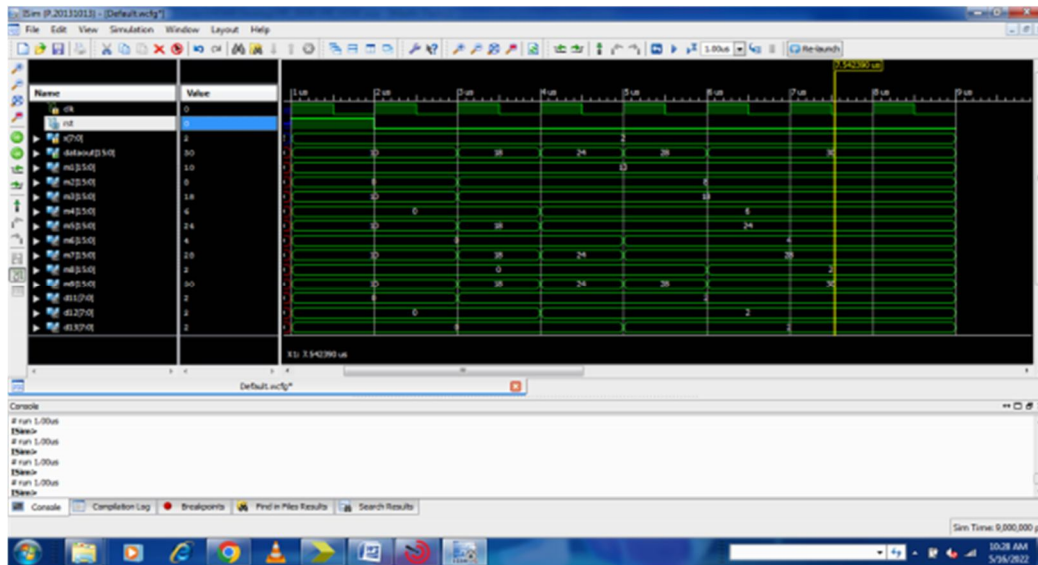 ISim (P.20131013) - [Default.wcfg*]
File Edit View Simulation Window Layout Help
1.00us Re-launch
7.542390 us
Name Value
1 us 2 us 3 us 4 us 5 us 6 us 7 us 8 us 9 us
clk 0
rst 0
x[7:0] 2 2
dataout[15:0] 30 10 18 24 28 30
m1[15:0] 10 10
m2[15:0] 8 0 8
m3[15:0] 18 10 18
m4[15:0] 6 0 6
m5[15:0] 24 10 18 24
m6[15:0] 4 0 4
m7[15:0] 28 10 18 24 28
m8[15:0] 2 0 2
m9[15:0] 30 10 18 24 28 30
d11[7:0] 2 0 2
d12[7:0] 2 0 2
d13[7:0] 2 0 2
X1: 7.542390 us
Default.wcfg*
Console
# run 1.00us
ISim>
# run 1.00us
ISim>
# run 1.00us
ISim>
# run 1.00us
ISim>
Console Compilation Log Breakpoints Find in Files Results Search Results
Sim Time: 9,000,000 p
10:28 AM
5/16/2022